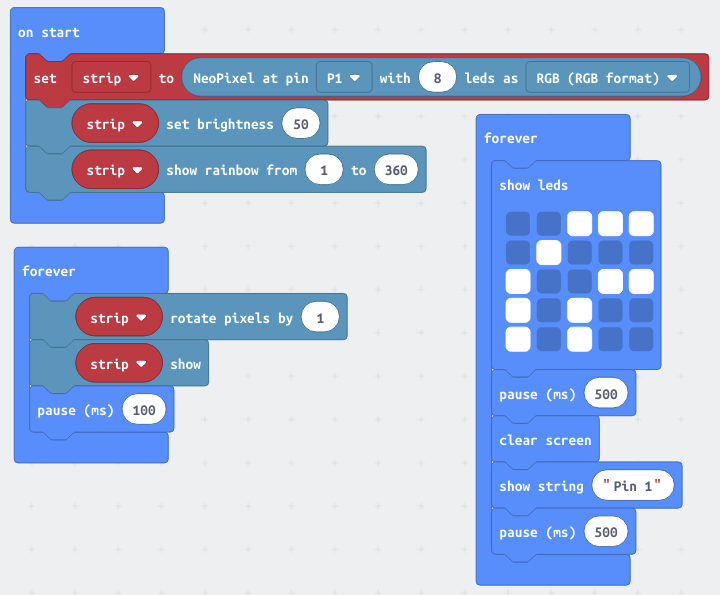 on start
set strip to NeoPixel at pin P1 with 8 leds as RGB (RGB format)
strip set brightness 50
strip show rainbow from 1 to 360
forever
strip rotate pixels by 1
strip show
pause (ms) 100
forever
show leds
pause (ms) 500
clear screen
show string "Pin 1"
pause (ms) 500